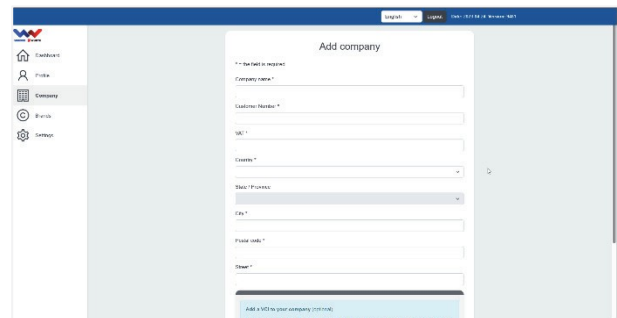 English
Logout
Dashboard
Profile
Company
Brands
Settings
Add company
* = the field is required
Company name *
Customer Number *
VAT *
Country *
State / Province
City *
Postal code *
Street *
Add a VCI to your company (optional)